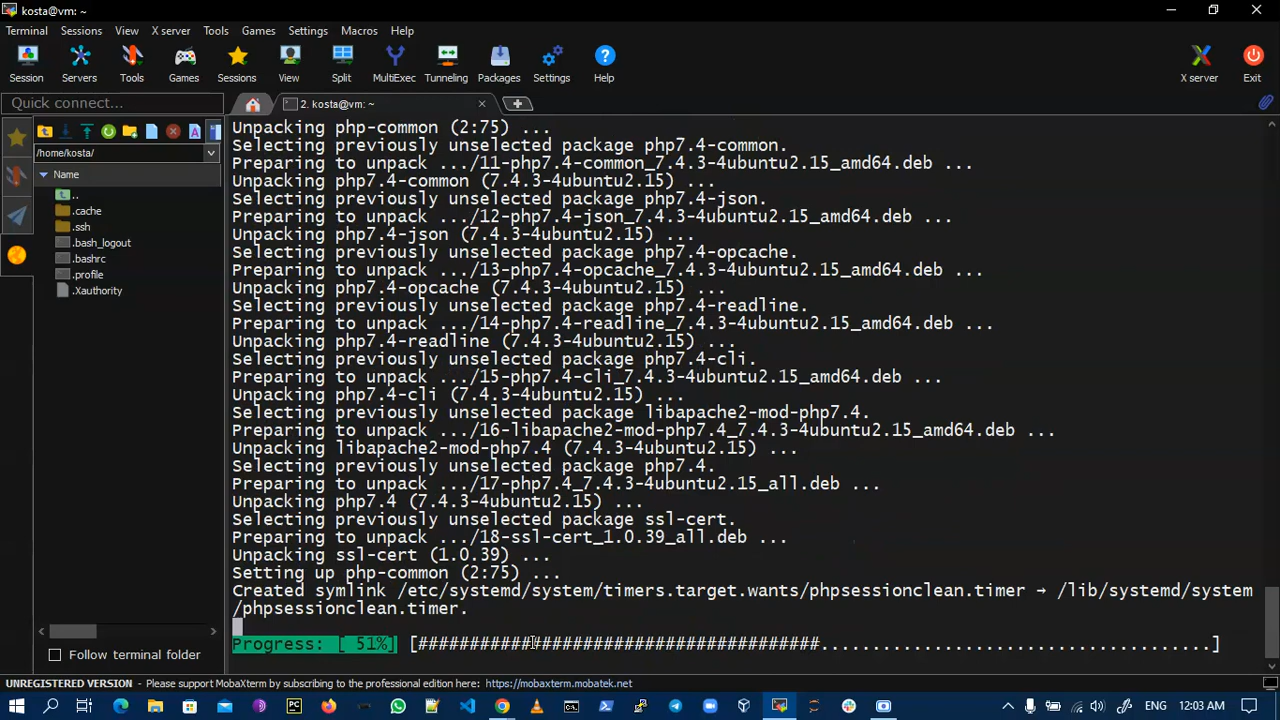 kosta@vm: ~
Terminal Sessions View X server Tools Games Settings Macros Help
Session Servers Tools Games Sessions View Split MultiExec Tunneling Packages Settings Help X server Exit
Quick connect...
2. kosta@vm: ~
/home/kosta/
Name
..
.cache
.ssh
.bash_logout
.bashrc
.profile
.Xauthority
Unpacking php-common (2:75) ...
Selecting previously unselected package php7.4-common.
Preparing to unpack .../11-php7.4-common_7.4.3-4ubuntu2.15_amd64.deb ...
Unpacking php7.4-common (7.4.3-4ubuntu2.15) ...
Selecting previously unselected package php7.4-json.
Preparing to unpack .../12-php7.4-json_7.4.3-4ubuntu2.15_amd64.deb ...
Unpacking php7.4-json (7.4.3-4ubuntu2.15) ...
Selecting previously unselected package php7.4-opcache.
Preparing to unpack .../13-php7.4-opcache_7.4.3-4ubuntu2.15_amd64.deb ...
Unpacking php7.4-opcache (7.4.3-4ubuntu2.15) ...
Selecting previously unselected package php7.4-readline.
Preparing to unpack .../14-php7.4-readline_7.4.3-4ubuntu2.15_amd64.deb ...
Unpacking php7.4-readline (7.4.3-4ubuntu2.15) ...
Selecting previously unselected package php7.4-cli.
Preparing to unpack .../15-php7.4-cli_7.4.3-4ubuntu2.15_amd64.deb ...
Unpacking php7.4-cli (7.4.3-4ubuntu2.15) ...
Selecting previously unselected package libapache2-mod-php7.4.
Preparing to unpack .../16-libapache2-mod-php7.4_7.4.3-4ubuntu2.15_amd64.deb ...
Unpacking libapache2-mod-php7.4 (7.4.3-4ubuntu2.15) ...
Selecting previously unselected package php7.4.
Preparing to unpack .../17-php7.4_7.4.3-4ubuntu2.15_all.deb ...
Unpacking php7.4 (7.4.3-4ubuntu2.15) ...
Selecting previously unselected package ssl-cert.
Preparing to unpack .../18-ssl-cert_1.0.39_all.deb ...
Unpacking ssl-cert (1.0.39) ...
Setting up php-common (2:75) ...
Created symlink /etc/systemd/system/timers.target.wants/phpsessionclean.timer → /lib/systemd/system
/phpsessionclean.timer.
Progress: [ 51%] [#######################################......................................]
Follow terminal folder
UNREGISTERED VERSION - Please support MobaXterm by subscribing to the professional edition here: https://mobaxterm.mobatek.net
ENG 12:03 AM